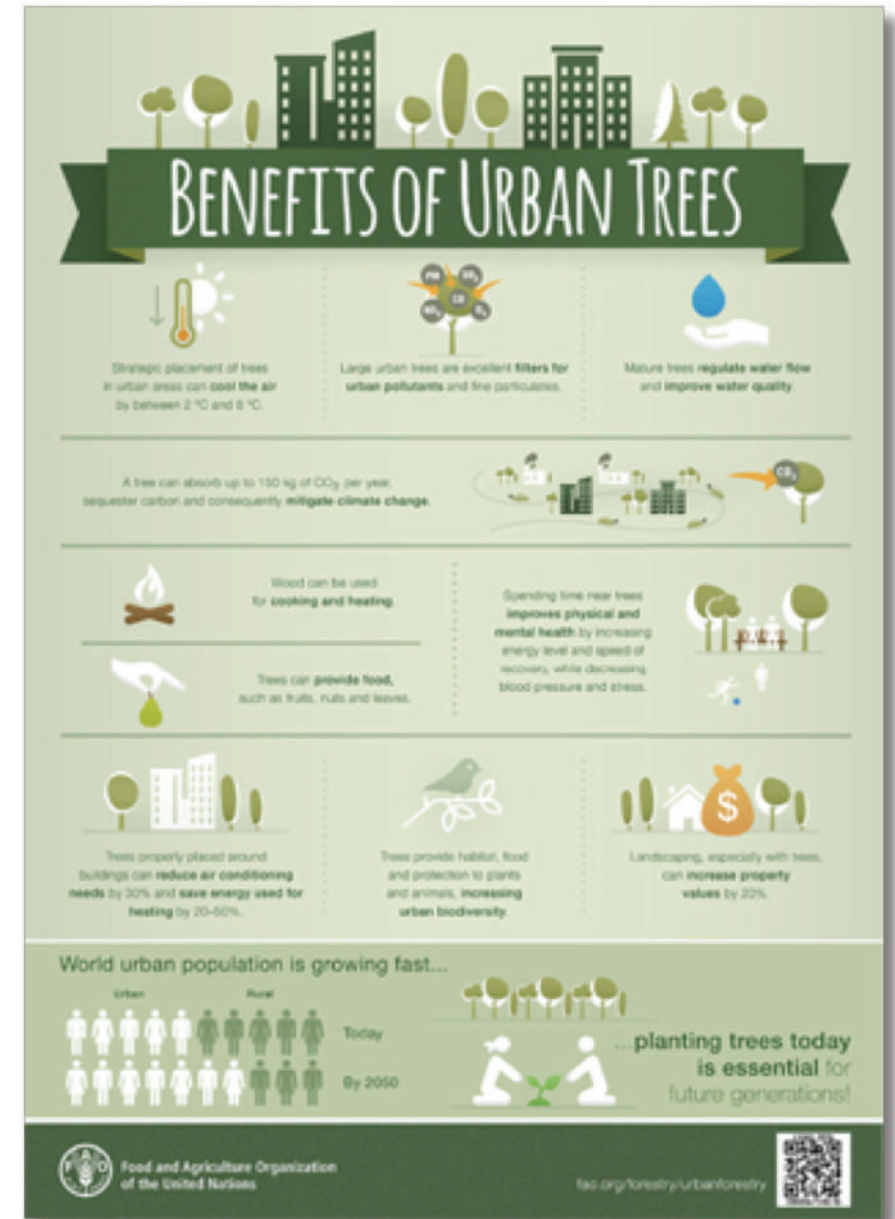 BENEFITS OF URBAN TREES
Strategic placement of trees
in urban areas can cool the air
by between 2 °C and 8 °C.
PM SO₂
NO₂ CO O₃
Large urban trees are excellent filters for
urban pollutants and fine particulates.
Mature trees regulate water flow
and improve water quality.
A tree can absorb up to 150 kg of CO₂ per year,
sequester carbon and consequently mitigate climate change.
CO₂
Wood can be used
for cooking and heating.
Trees can provide food,
such as fruits, nuts and leaves.
Spending time near trees
improves physical and
mental health by increasing
energy level and speed of
recovery, while decreasing
blood pressure and stress.
Trees properly placed around
buildings can reduce air conditioning
needs by 30% and save energy used for
heating by 20-50%.
Trees provide habitat, food
and protection to plants
and animals, increasing
urban biodiversity.
$
Landscaping, especially with trees,
can increase property
values by 20%.
World urban population is growing fast...
Urban Rural
Today
By 2050
...planting trees today
is essential for
future generations!
FAO
Food and Agriculture Organization
of the United Nations
fao.org/forestry/urbanforestry